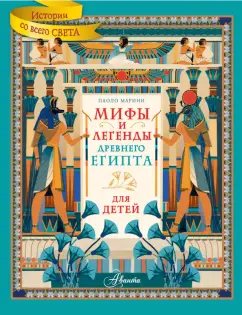 Истории
со всего СВЕТА
ПАОЛО МАРИНИ
МИФЫ
И
ЛЕГЕНДЫ
ДРЕВНЕГО
ЕГИПТА
ДЛЯ
ДЕТЕЙ
Аванта